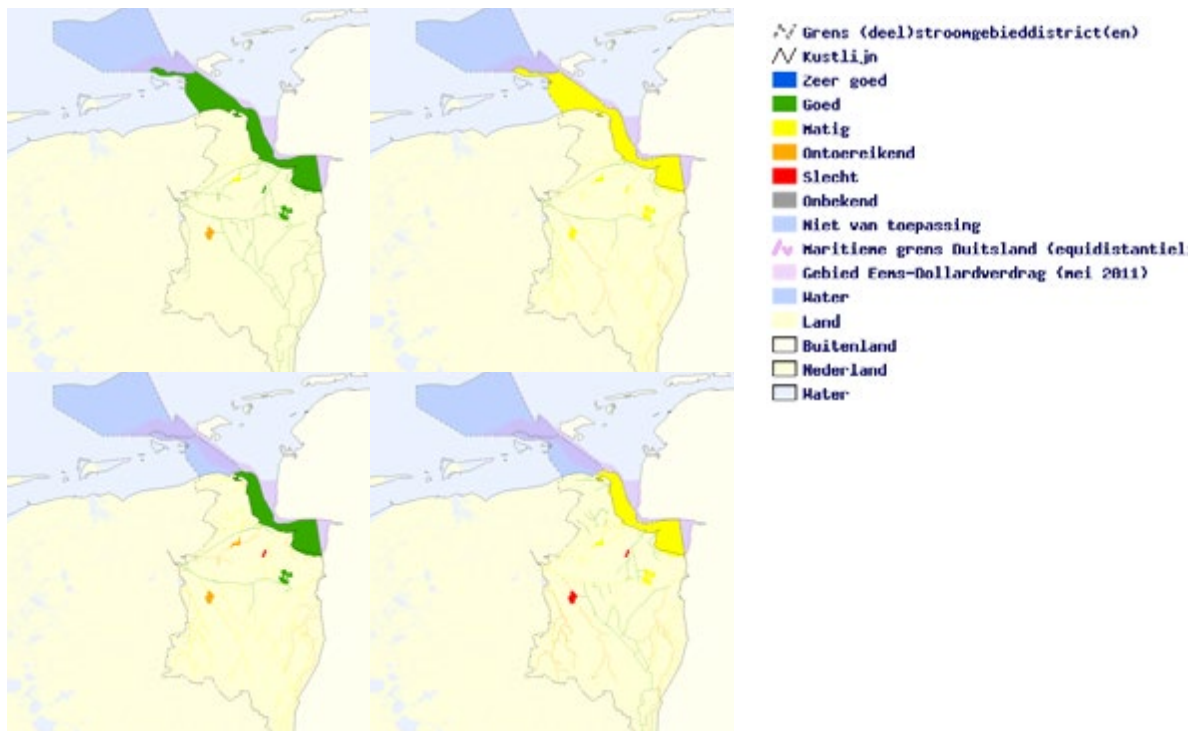 Grens (deel)stroomgebieddistrict(en)
Kustlijn
Zeer goed
Goed
Matig
Ontoereikend
Slecht
Onbekend
Niet van toepassing
Maritieme grens Duitsland (equidistantiel
Gebied Eems-Dollardverdrag (mei 2011)
Water
Land
Buitenland
Nederland
Water